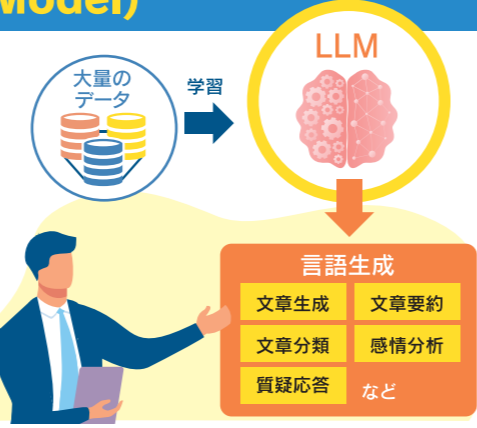 Model)
LLM
大量の
データ
学習
言語生成
文章生成
文章要約
文章分類
感情分析
質疑応答
など